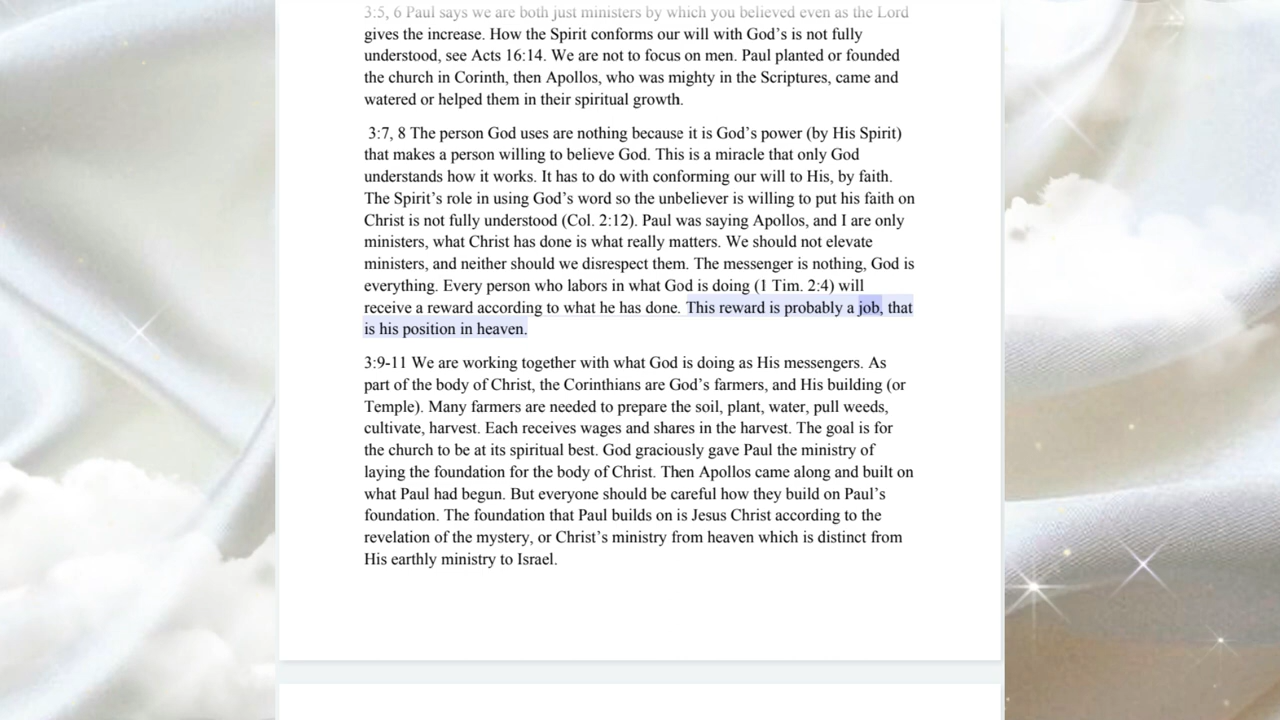 3:5, 6 Paul says we are both just ministers by which you believed even as the Lord
gives the increase. How the Spirit conforms our will with God’s is not fully
understood, see Acts 16:14. We are not to focus on men. Paul planted or founded
the church in Corinth, then Apollos, who was mighty in the Scriptures, came and
watered or helped them in their spiritual growth.
3:7, 8 The person God uses are nothing because it is God’s power (by His Spirit)
that makes a person willing to believe God. This is a miracle that only God
understands how it works. It has to do with conforming our will to His, by faith.
The Spirit’s role in using God’s word so the unbeliever is willing to put his faith on
Christ is not fully understood (Col. 2:12). Paul was saying Apollos, and I are only
ministers, what Christ has done is what really matters. We should not elevate
ministers, and neither should we disrespect them. The messenger is nothing, God is
everything. Every person who labors in what God is doing (1 Tim. 2:4) will
receive a reward according to what he has done. This reward is probably a job, that
is his position in heaven.
3:9-11 We are working together with what God is doing as His messengers. As
part of the body of Christ, the Corinthians are God’s farmers, and His building (or
Temple). Many farmers are needed to prepare the soil, plant, water, pull weeds,
cultivate, harvest. Each receives wages and shares in the harvest. The goal is for
the church to be at its spiritual best. God graciously gave Paul the ministry of
laying the foundation for the body of Christ. Then Apollos came along and built on
what Paul had begun. But everyone should be careful how they build on Paul’s
foundation. The foundation that Paul builds on is Jesus Christ according to the
revelation of the mystery, or Christ’s ministry from heaven which is distinct from
His earthly ministry to Israel.